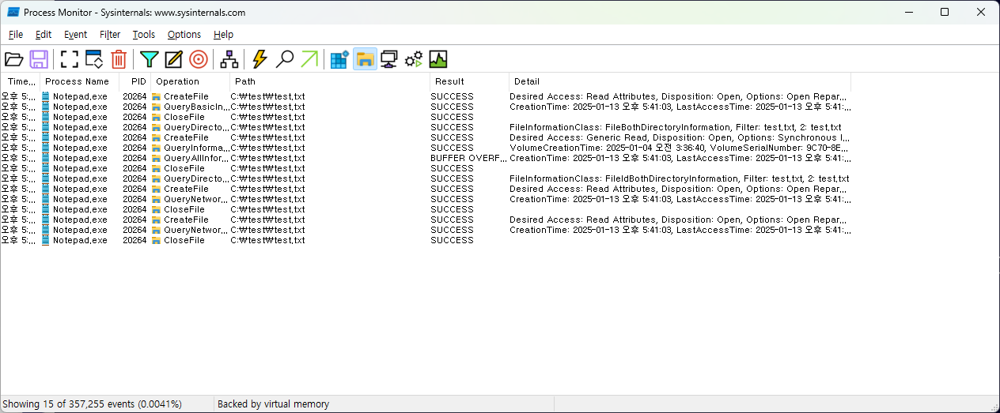 Process Monitor - Sysinternals: www.sysinternals.com
File Edit Event Filter Tools Options Help
Time... Process Name PID Operation Path Result Detail
오후 5:... Notepad.exe 20264 CreateFile C:₩test₩test.txt SUCCESS Desired Access: Read Attributes, Disposition: Open, Options: Open Repar...
오후 5:... Notepad.exe 20264 QueryBasicIn... C:₩test₩test.txt SUCCESS CreationTime: 2025-01-13 오후 5:41:03, LastAccessTime: 2025-01-13 오후 5:41:...
오후 5:... Notepad.exe 20264 CloseFile C:₩test₩test.txt SUCCESS
오후 5:... Notepad.exe 20264 QueryDirecto... C:₩test₩test.txt SUCCESS FileInformationClass: FileBothDirectoryInformation, Filter: test.txt, 2: test.txt
오후 5:... Notepad.exe 20264 CreateFile C:₩test₩test.txt SUCCESS Desired Access: Generic Read, Disposition: Open, Options: Synchronous I...
오후 5:... Notepad.exe 20264 QueryInforma... C:₩test₩test.txt SUCCESS VolumeCreationTime: 2025-01-04 오전 3:36:40, VolumeSerialNumber: 9C70-8E...
오후 5:... Notepad.exe 20264 QueryAllInfor... C:₩test₩test.txt BUFFER OVERF... CreationTime: 2025-01-13 오후 5:41:03, LastAccessTime: 2025-01-13 오후 5:41:...
오후 5:... Notepad.exe 20264 CloseFile C:₩test₩test.txt SUCCESS
오후 5:... Notepad.exe 20264 QueryDirecto... C:₩test₩test.txt SUCCESS FileInformationClass: FileIdBothDirectoryInformation, Filter: test.txt, 2: test.txt
오후 5:... Notepad.exe 20264 CreateFile C:₩test₩test.txt SUCCESS Desired Access: Read Attributes, Disposition: Open, Options: Open Repar...
오후 5:... Notepad.exe 20264 QueryNetwor... C:₩test₩test.txt SUCCESS CreationTime: 2025-01-13 오후 5:41:03, LastAccessTime: 2025-01-13 오후 5:41:...
오후 5:... Notepad.exe 20264 CloseFile C:₩test₩test.txt SUCCESS
오후 5:... Notepad.exe 20264 CreateFile C:₩test₩test.txt SUCCESS Desired Access: Read Attributes, Disposition: Open, Options: Open Repar...
오후 5:... Notepad.exe 20264 QueryNetwor... C:₩test₩test.txt SUCCESS CreationTime: 2025-01-13 오후 5:41:03, LastAccessTime: 2025-01-13 오후 5:41:...
오후 5:... Notepad.exe 20264 CloseFile C:₩test₩test.txt SUCCESS
Showing 15 of 357,255 events (0.0041%) Backed by virtual memory